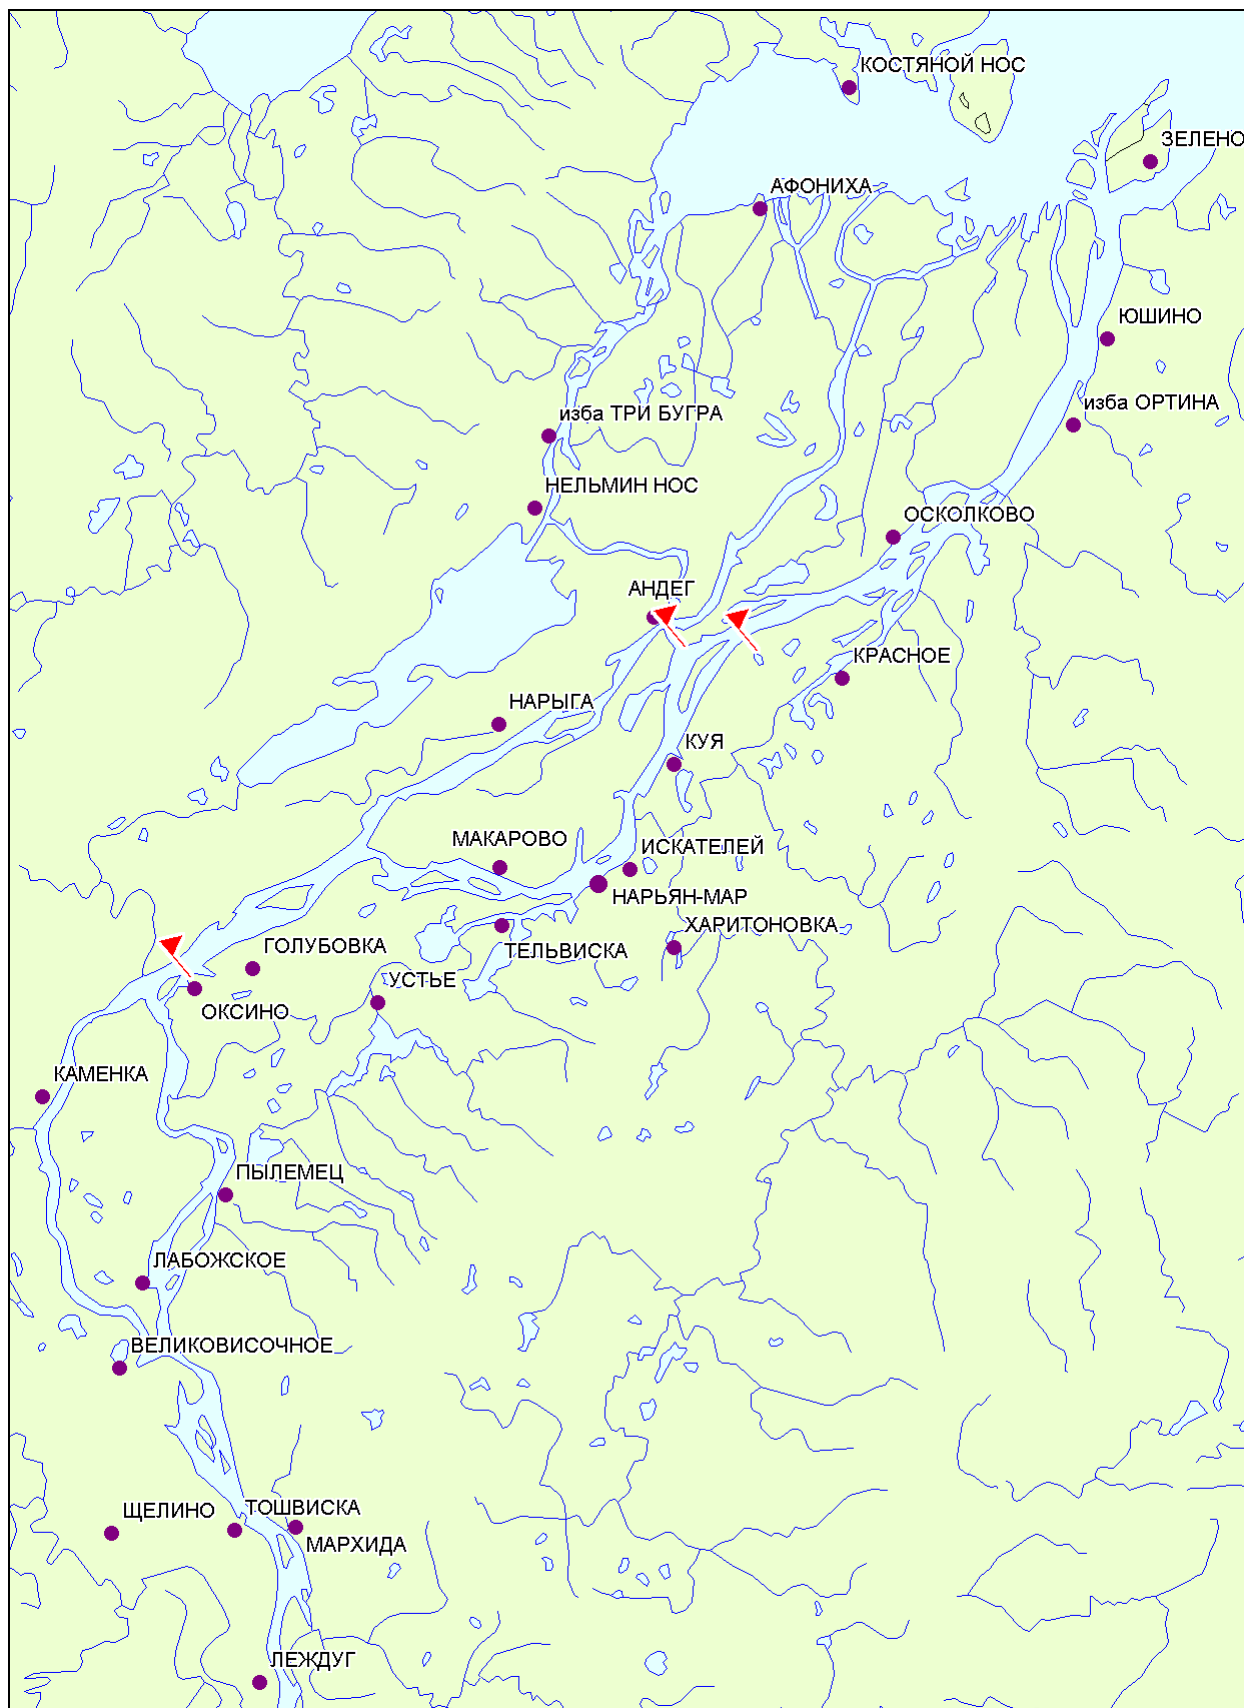 КОСТЯНОЙ НОС
ЗЕЛЕНО
АФОНИХА
ЮШИНО
изба ОРТИНА
изба ТРИ БУГРА
НЕЛЬМИН НОС
ОСКОЛКОВО
АНДЕГ
КРАСНОЕ
НАРЫГА
КУЯ
МАКАРОВО
ИСКАТЕЛЕЙ
НАРЬЯН-МАР
ХАРИТОНОВКА
ТЕЛЬВИСКА
ГОЛУБОВКА
УСТЬЕ
ОКСИНО
КАМЕНКА
ПЫЛЕМЕЦ
ЛАБОЖСКОЕ
ВЕЛИКОВИСОЧНОЕ
ЩЕЛИНО
ТОШВИСКА
МАРХИДА
ЛЕЖДУГ